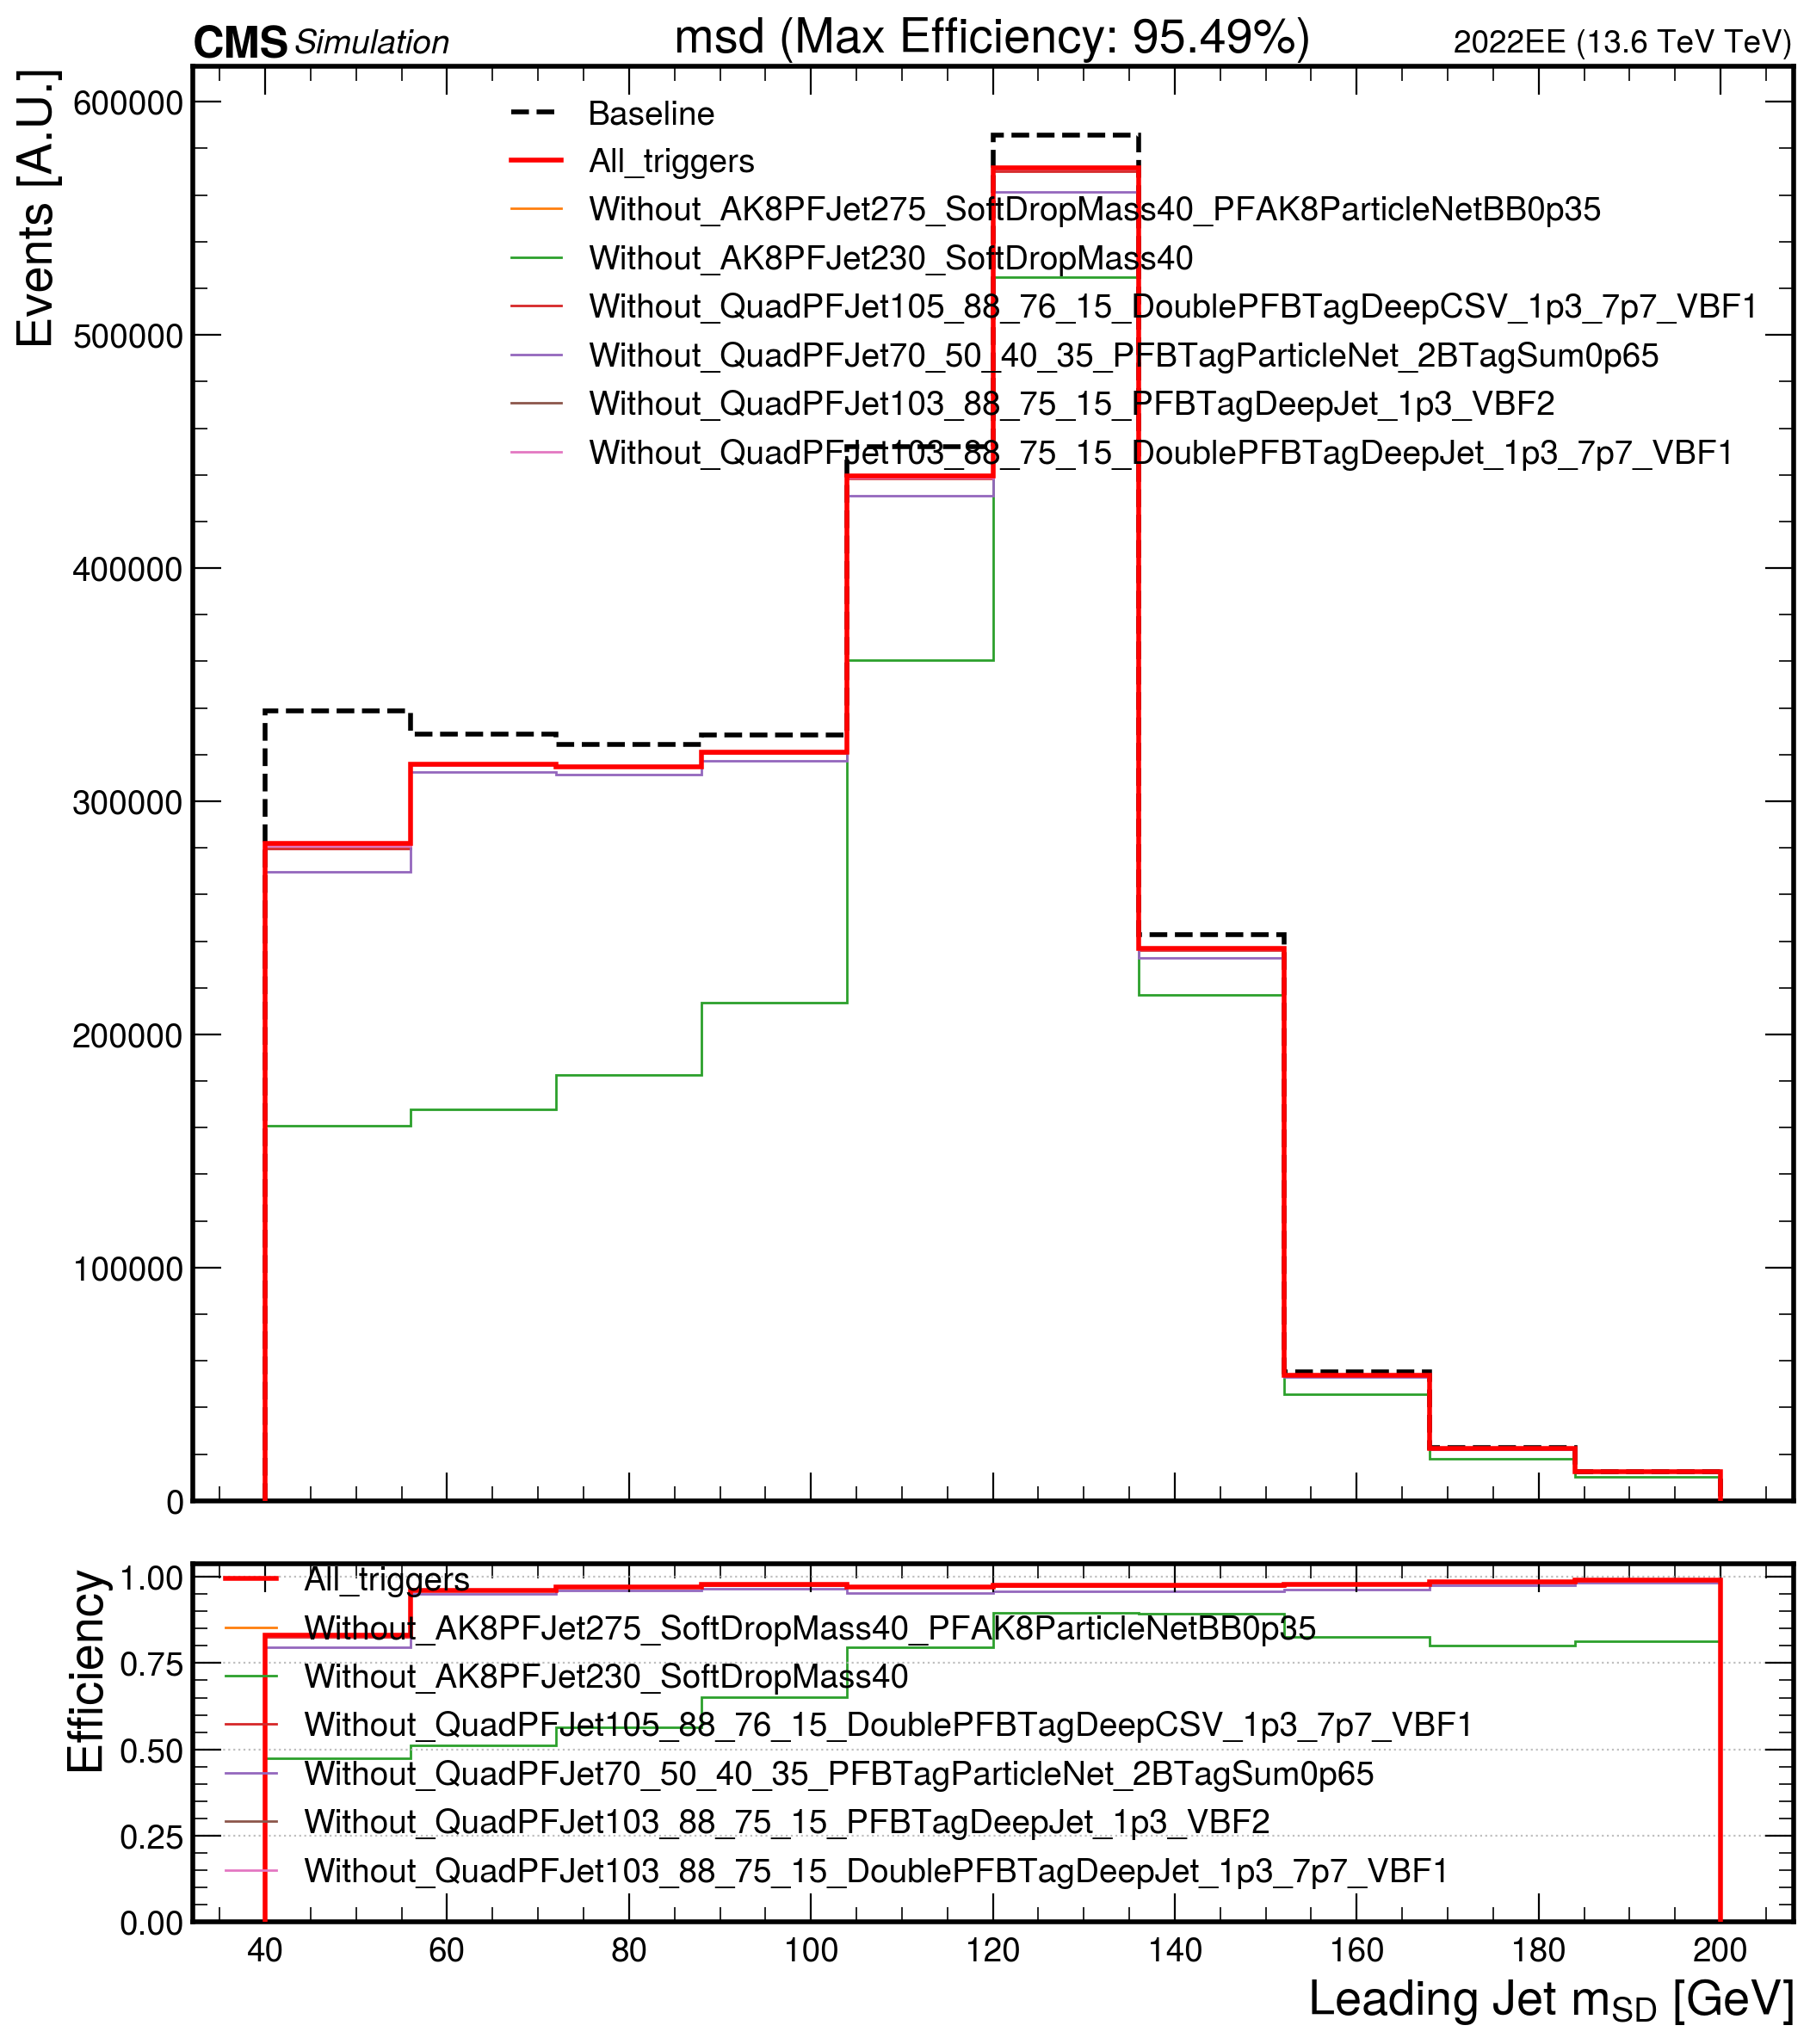 CMS Simulation msd (Max Efficiency: 95.49%) 2022EE (13.6 TeV TeV)
Events [A.U.]
600000
500000
400000
300000
200000
100000
0
Baseline
All_triggers
Without_AK8PFJet275_SoftDropMass40_PFAK8ParticleNetBB0p35
Without_AK8PFJet230_SoftDropMass40
Without_QuadPFJet105_88_76_15_DoublePFBTagDeepCSV_1p3_7p7_VBF1
Without_QuadPFJet70_50_40_35_PFBTagParticleNet_2BTagSum0p65
Without_QuadPFJet103_88_75_15_PFBTagDeepJet_1p3_VBF2
Without_QuadPFJet103_88_75_15_DoublePFBTagDeepJet_1p3_7p7_VBF1
Efficiency
1.00
0.75
0.50
0.25
0.00
All_triggers
Without_AK8PFJet275_SoftDropMass40_PFAK8ParticleNetBB0p35
Without_AK8PFJet230_SoftDropMass40
Without_QuadPFJet105_88_76_15_DoublePFBTagDeepCSV_1p3_7p7_VBF1
Without_QuadPFJet70_50_40_35_PFBTagParticleNet_2BTagSum0p65
Without_QuadPFJet103_88_75_15_PFBTagDeepJet_1p3_VBF2
Without_QuadPFJet103_88_75_15_DoublePFBTagDeepJet_1p3_7p7_VBF1
40 60 80 100 120 140 160 180 200
Leading Jet mSD [GeV]